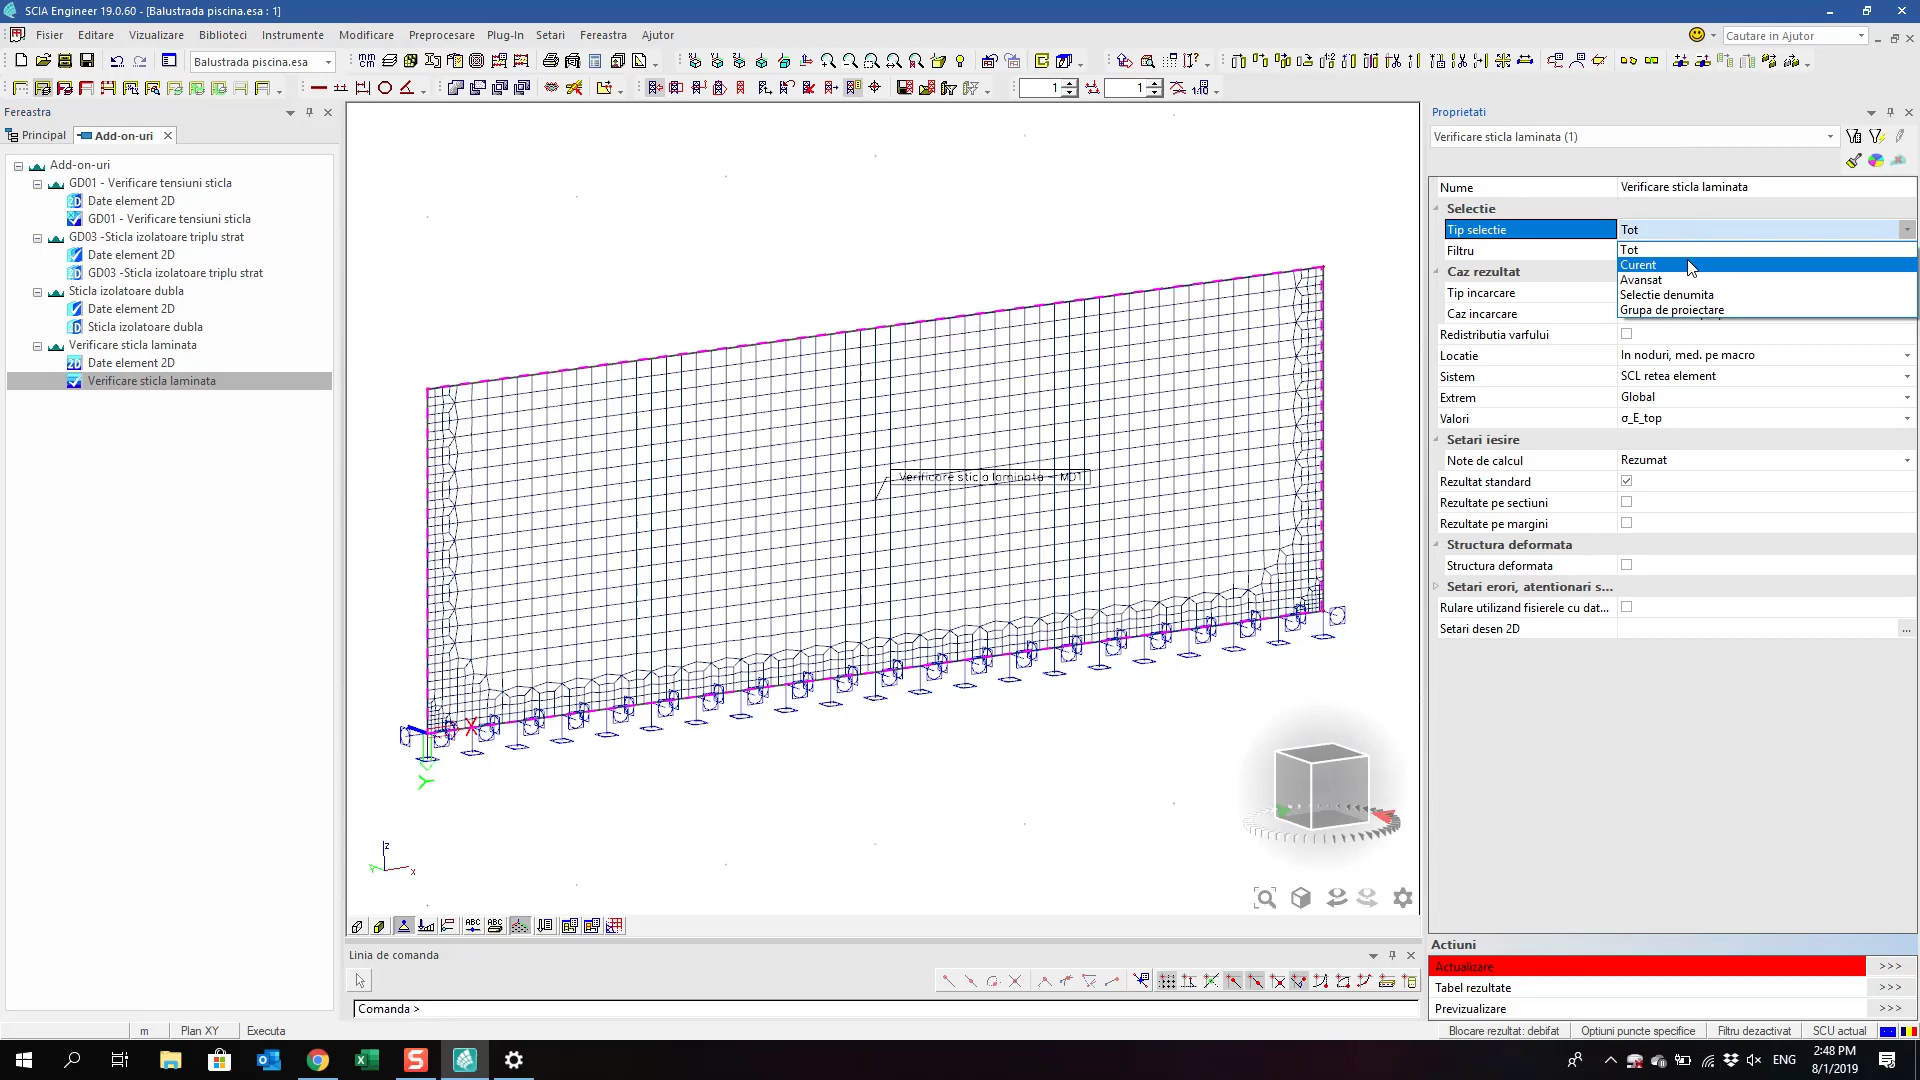 SCIA Engineer 19.0.60 - [Balustrada piscina.esa : 1]
Fisier Editare Vizualizare Biblioteci Instrumente Modificare Preprocesare Plug-In Setari Fereastra Ajutor
Cautare in Ajutor
Balustrada piscina.esa
1 1
Fereastra
Principal Add-on-uri
Add-on-uri
GD01 - Verificare tensiuni sticla
Date element 2D
GD01 - Verificare tensiuni sticla
GD03 -Sticla izolatoare triplu strat
Date element 2D
GD03 -Sticla izolatoare triplu strat
Sticla izolatoare dubla
Date element 2D
Sticla izolatoare dubla
Verificare sticla laminata
Date element 2D
Verificare sticla laminata
Verificare sticla laminata - MD1
X
Y
z
x
Linia de comanda
Comanda >
Proprietati
Verificare sticla laminata (1)
Nume Verificare sticla laminata
Selectie
Tip selectie Tot
Filtru
Tot
Curent
Avansat
Selectie denumita
Grupa de proiectare
Caz rezultat
Tip incarcare
Caz incarcare
Redistributia varfului
Locatie In noduri, med. pe macro
Sistem SCL retea element
Extrem Global
Valori σ_E_top
Setari iesire
Note de calcul Rezumat
Rezultat standard
Rezultate pe sectiuni
Rezultate pe margini
Structura deformata
Structura deformata
Setari erori, atentionari s...
Rulare utilizand fisierele cu dat...
Setari desen 2D ...
Actiuni
Actualizare >>>
Tabel rezultate >>>
Previzualizare >>>
m Plan XY Executa
Blocare rezultat: debifat Optiuni puncte specifice Filtru dezactivat SCU actual
ENG
2:48 PM
8/1/2019